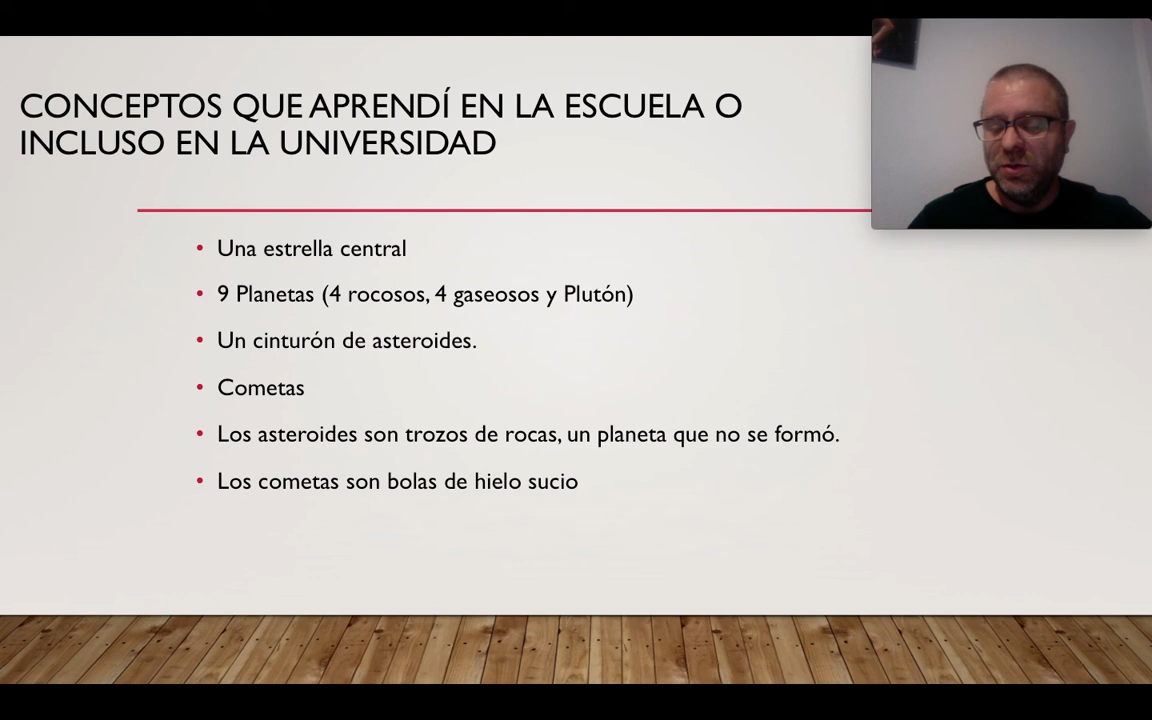 CONCEPTOS QUE APRENDÍ EN LA ESCUELA O
INCLUSO EN LA UNIVERSIDAD
• Una estrella central
• 9 Planetas (4 rocosos, 4 gaseosos y Plutón)
• Un cinturón de asteroides.
• Cometas
• Los asteroides son trozos de rocas, un planeta que no se formó.
• Los cometas son bolas de hielo sucio